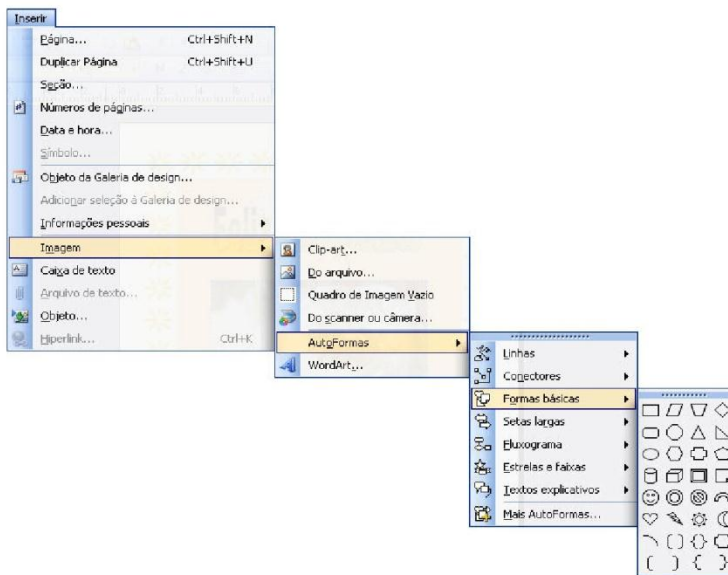 Inserir
Página... Ctrl+Shift+N
Duplicar Página Ctrl+Shift+U
Seção...
Números de páginas...
Data e hora...
Símbolo...
Objeto da Galeria de design...
Adicionar seleção à Galeria de design...
Informações pessoais
Imagem
Caixa de texto
Arquivo de texto...
Objeto...
Hiperlink... Ctrl+K
Clip-art...
Do arquivo...
Quadro de Imagem Vazio
Do scanner ou câmera...
AutoFormas
WordArt...
Linhas
Conectores
Formas básicas
Setas largas
Fluxograma
Estrelas e faixas
Textos explicativos
Mais AutoFormas...